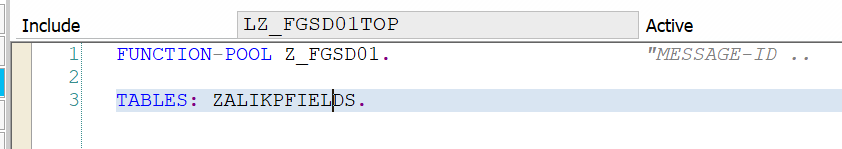 Include LZ_FGSD01TOP Active
1 FUNCTION-POOL Z_FGSD01. "MESSAGE-ID ..
2
3 TABLES: ZALIKPFIELDS.